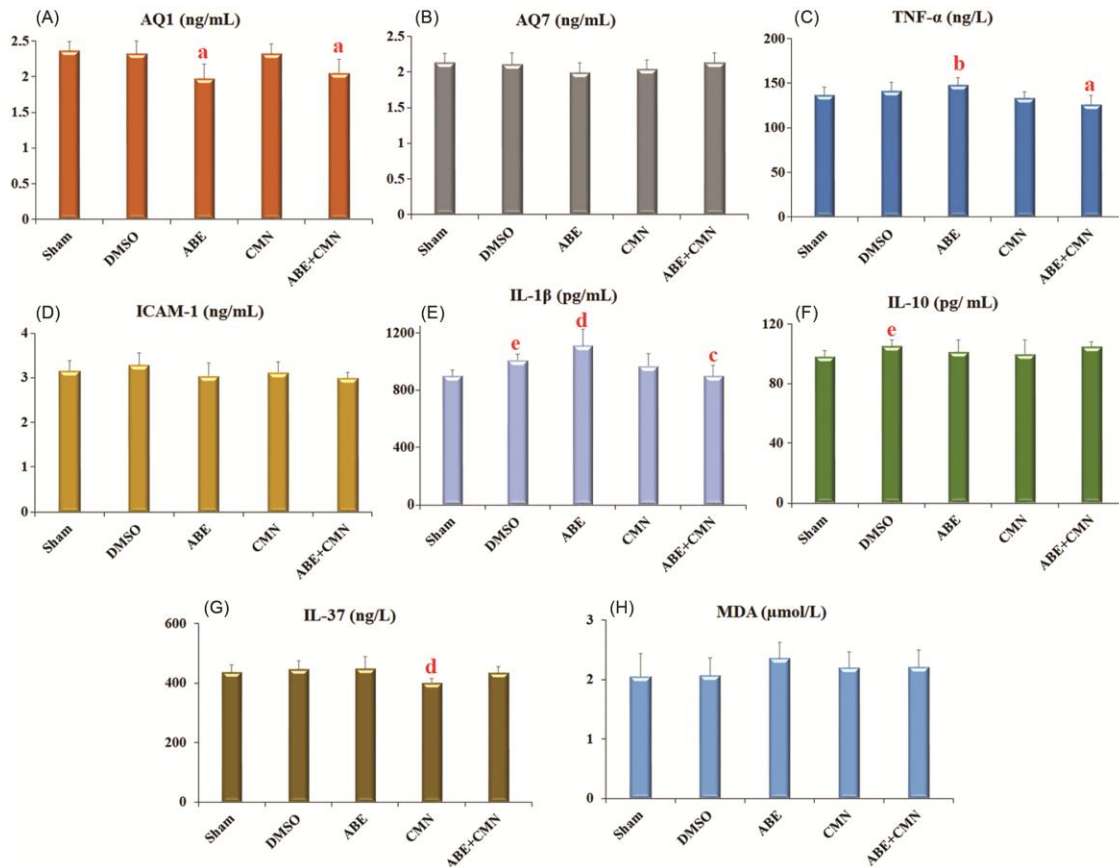 (A)
AQ1 (ng/mL)
2.5
2
1.5
1
0.5
0
a
a
Sham
DMSO
ABE
CMN
ABE+CMN
(B)
AQ7 (ng/mL)
2.5
2
1.5
1
0.5
0
Sham
DMSO
ABE
CMN
ABE+CMN
(C)
TNF-α (ng/L)
200
150
100
50
0
b
a
Sham
DMSO
ABE
CMN
ABE+CMN
(D)
ICAM-1 (ng/mL)
4
3
2
1
0
Sham
DMSO
ABE
CMN
ABE+CMN
(E)
IL-1β (pg/mL)
1200
800
400
0
e
d
c
Sham
DMSO
ABE
CMN
ABE+CMN
(F)
IL-10 (pg/ mL)
120
80
40
0
e
Sham
DMSO
ABE
CMN
ABE+CMN
(G)
IL-37 (ng/L)
600
400
200
0
d
Sham
DMSO
ABE
CMN
ABE+CMN
(H)
MDA (µmol/L)
3
2
1
0
Sham
DMSO
ABE
CMN
ABE+CMN